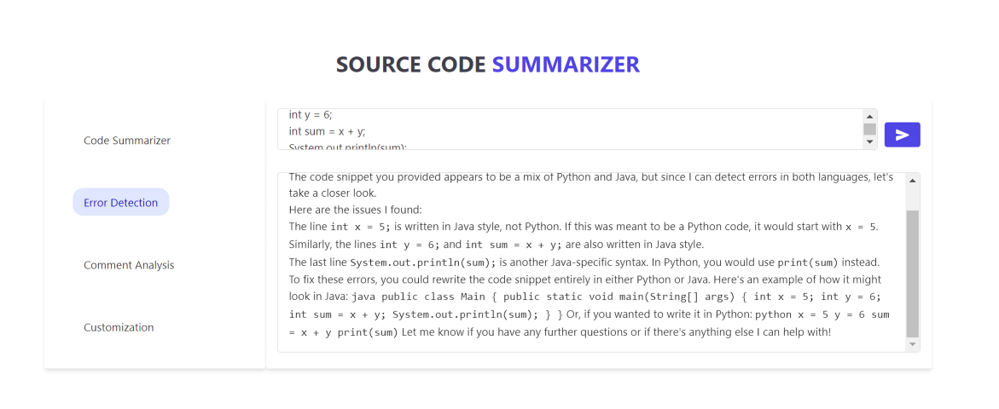 SOURCE CODE SUMMARIZER
Code Summarizer
Error Detection
Comment Analysis
Customization
int y = 6;
int sum = x + y;
System.out.println(sum);
The code snippet you provided appears to be a mix of Python and Java, but since I can detect errors in both languages, let's
take a closer look.
Here are the issues I found:
The line int x = 5; is written in Java style, not Python. If this was meant to be a Python code, it would start with x = 5.
Similarly, the lines int y = 6; and int sum = x + y; are also written in Java style.
The last line System.out.println(sum); is another Java-specific syntax. In Python, you would use print(sum) instead.
To fix these errors, you could rewrite the code snippet entirely in either Python or Java. Here's an example of how it might
look in Java: java public class Main { public static void main(String[] args) { int x = 5; int y = 6;
int sum = x + y; System.out.println(sum); } } Or, if you wanted to write it in Python: python x = 5 y = 6 sum
= x + y print(sum) Let me know if you have any further questions or if there's anything else I can help with!